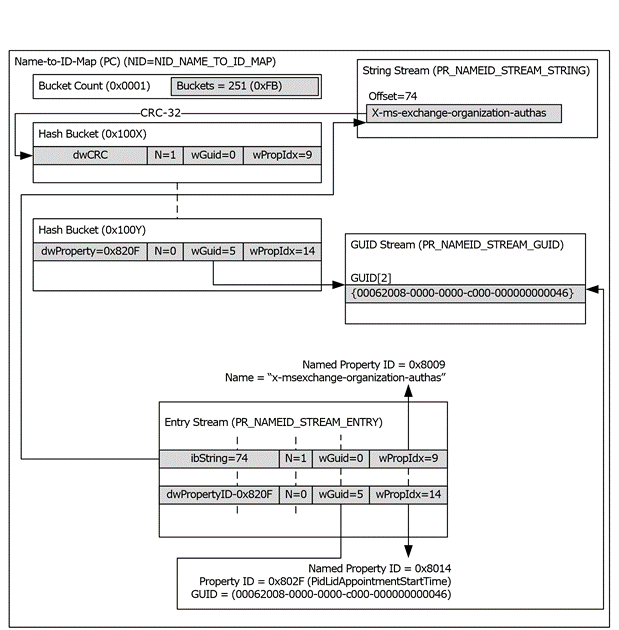 Name-to-ID-Map (PC) (NID=NID_NAME_TO_ID_MAP)
Bucket Count (0x0001)
Buckets = 251 (0xFB)
String Stream (PR_NAMEID_STREAM_STRING)
Offset=74
X-ms-exchange-organization-authas
CRC-32
Hash Bucket (0x100X)
dwCRC N=1 wGuid=0 wPropIdx=9
Hash Bucket (0x100Y)
dwProperty=0x820F N=0 wGuid=5 wPropIdx=14
GUID Stream (PR_NAMEID_STREAM_GUID)
GUID[2]
{00062008-0000-0000-c000-000000000046}
Named Property ID = 0x8009
Name = “x-msexchange-organization-authas”
Entry Stream (PR_NAMEID_STREAM_ENTRY)
ibString=74 N=1 wGuid=0 wPropIdx=9
dwPropertyID-0x820F N=0 wGuid=5 wPropIdx=14
Named Property ID = 0x8014
Property ID = 0x802F (PidLidAppointmentStartTime)
GUID = (00062008-0000-0000-c000-000000000046)